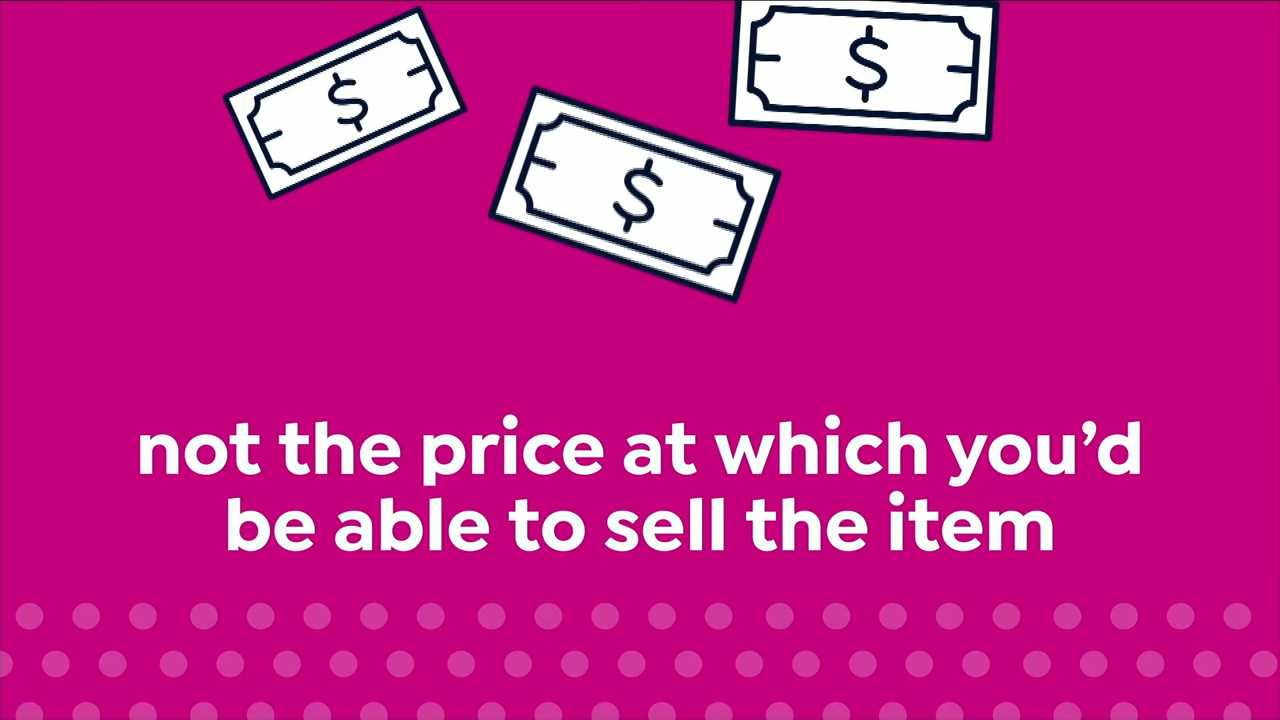 $
$
$
not the price at which you’d
be able to sell the item